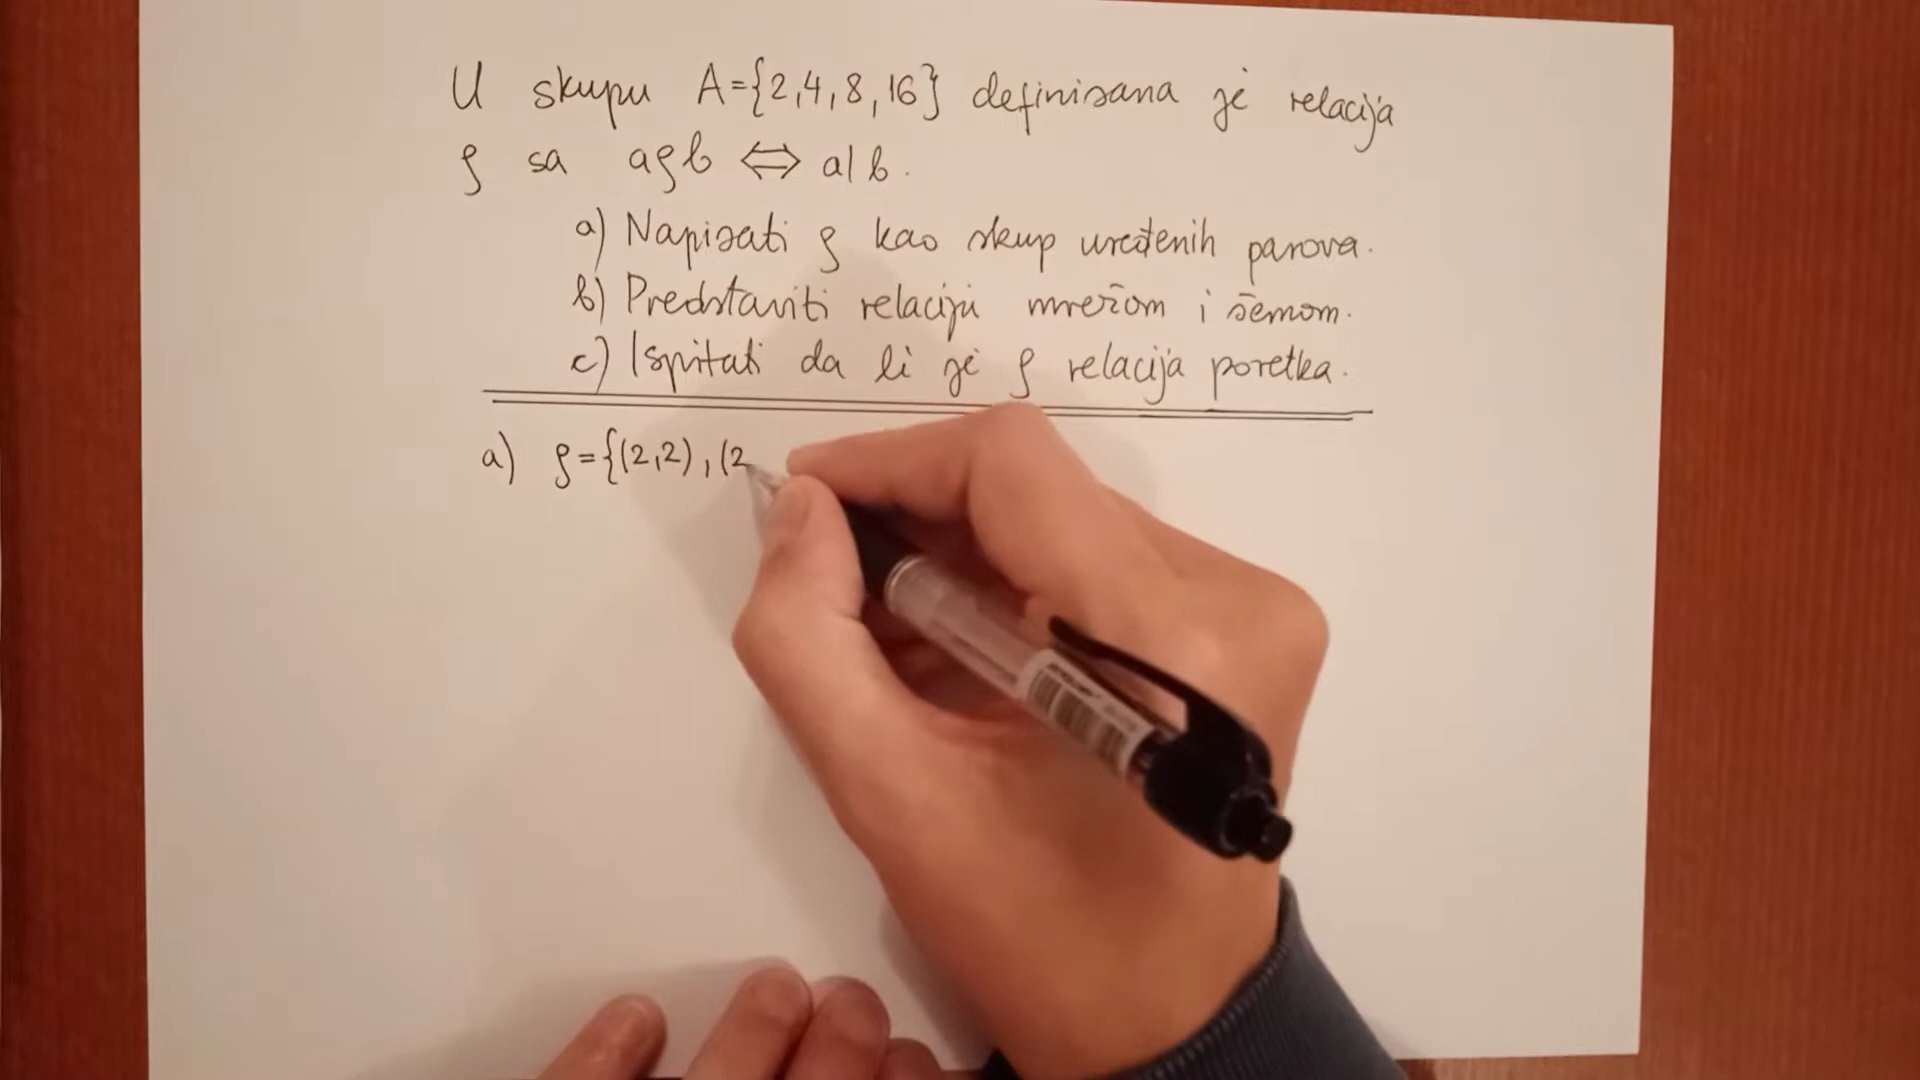 U skupu A={2,4,8,16} definisana je relacija
ρ sa aρb ⇔ a|b.
a) Napisati ρ kao skup uređenih parova.
b) Predstaviti relaciju mrežom i šemom.
c) Ispitati da li je ρ relacija poretka.
a) ρ={(2,2),(2